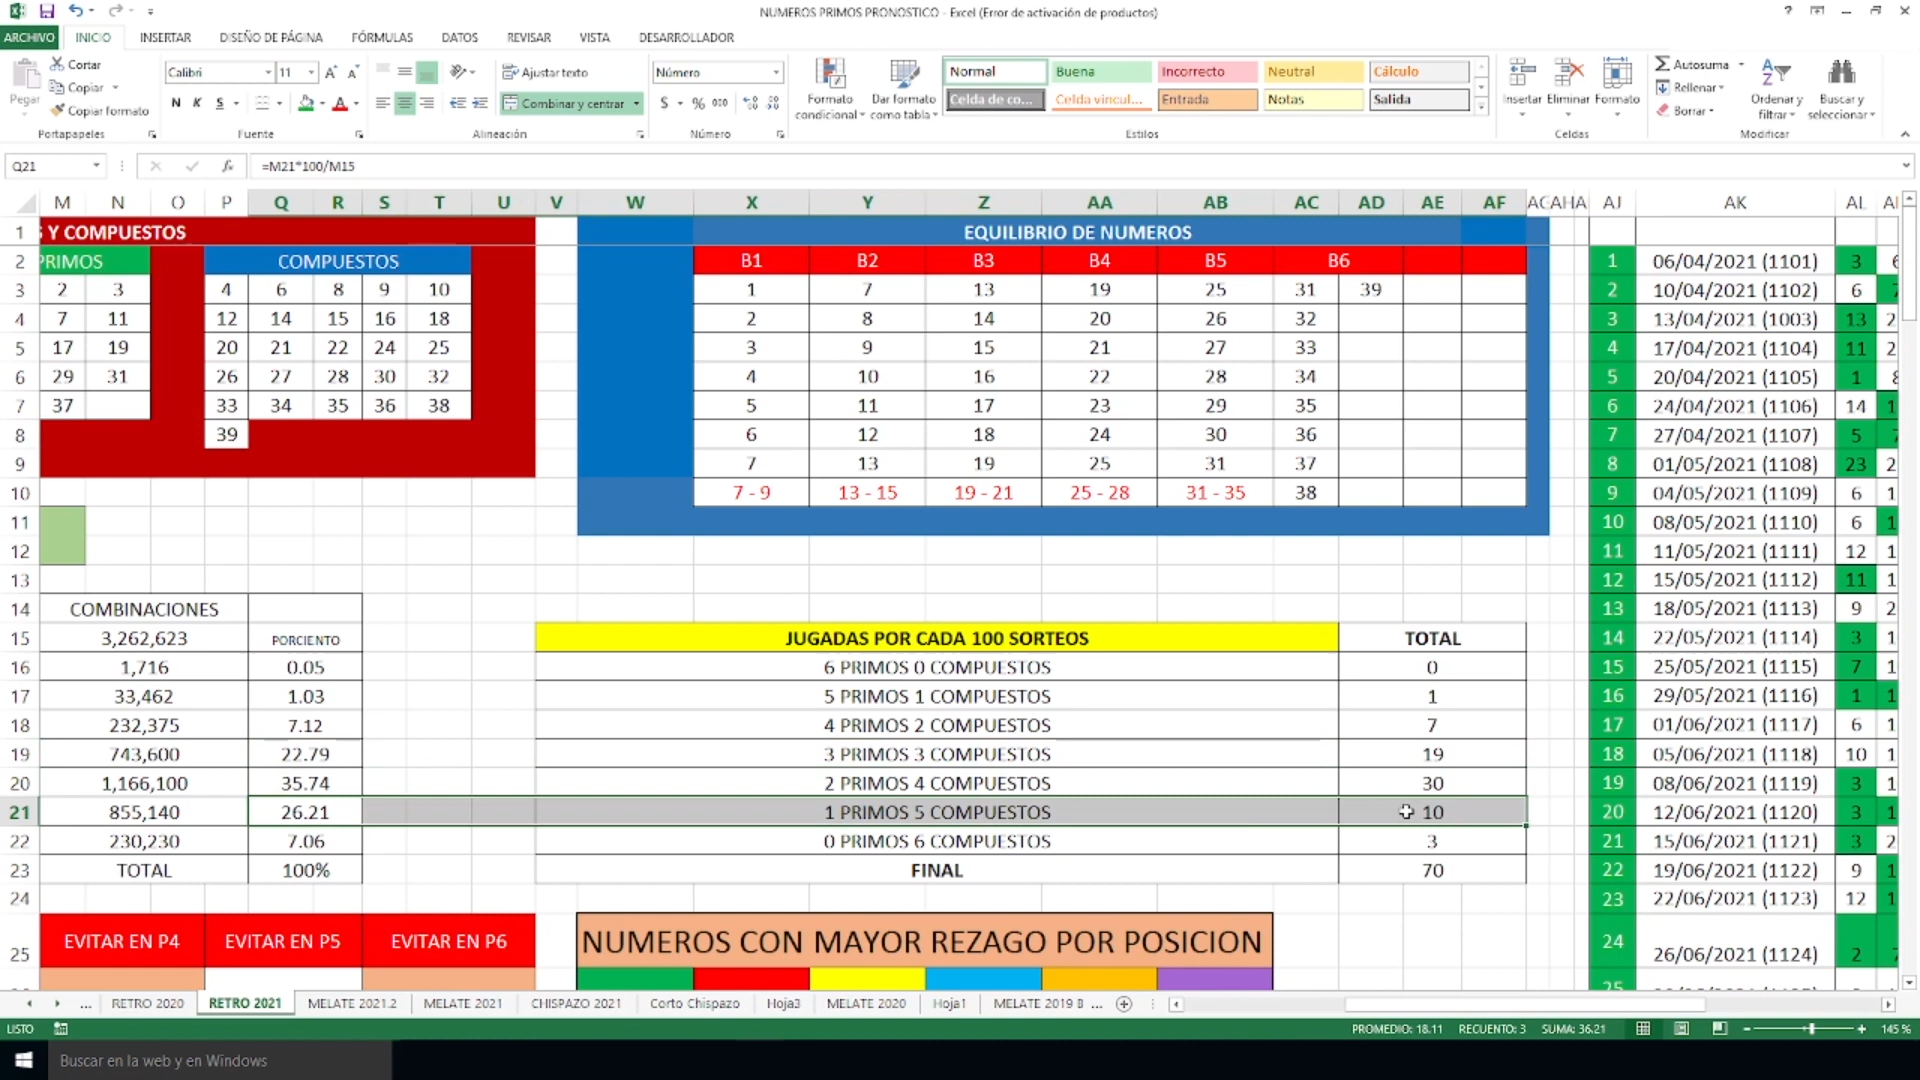 NUMEROS PRIMOS PRONOSTICO - Excel (Error de activación de productos)
ARCHIVO INICIO INSERTAR DISEÑO DE PÁGINA FÓRMULAS DATOS REVISAR VISTA DESARROLLADOR
Cortar
Copiar
Copiar formato
Pegar
Portapapeles
Calibri 11
N K S
Fuente
Ajustar texto
Combinar y centrar
Alineación
Número
$ % 000
Número
Formato condicional
Dar formato como tabla
Normal Buena Incorrecto Neutral Cálculo
Celda de co... Celda vincul... Entrada Notas Salida
Estilos
Insertar Eliminar Formato
Celdas
Autosuma
Rellenar
Borrar
Ordenar y filtrar
Buscar y seleccionar
Modificar
Q21 fx =M21*100/M15
M N O P Q R S T U V W X Y Z AA AB AC AD AE AF AJ AK AL
1 Y COMPUESTOS EQUILIBRIO DE NUMEROS
2 PRIMOS COMPUESTOS B1 B2 B3 B4 B5 B6 1 06/04/2021 (1101) 3
3 2 3 4 6 8 9 10 1 7 13 19 25 31 39 2 10/04/2021 (1102) 6
4 7 11 12 14 15 16 18 2 8 14 20 26 32 3 13/04/2021 (1003) 13 2
5 17 19 20 21 22 24 25 3 9 15 21 27 33 4 17/04/2021 (1104) 11 2
6 29 31 26 27 28 30 32 4 10 16 22 28 34 5 20/04/2021 (1105) 1
7 37 33 34 35 36 38 5 11 17 23 29 35 6 24/04/2021 (1106) 14 1
8 39 6 12 18 24 30 36 7 27/04/2021 (1107) 5
9 7 13 19 25 31 37 8 01/05/2021 (1108) 23 2
10 7 - 9 13 - 15 19 - 21 25 - 28 31 - 35 38 9 04/05/2021 (1109) 6 1
11 10 08/05/2021 (1110) 6 1
12 11 11/05/2021 (1111) 12 1
13 12 15/05/2021 (1112) 11 1
14 COMBINACIONES 13 18/05/2021 (1113) 9 2
15 3,262,623 PORCIENTO JUGADAS POR CADA 100 SORTEOS TOTAL 14 22/05/2021 (1114) 3 1
16 1,716 0.05 6 PRIMOS 0 COMPUESTOS 0 15 25/05/2021 (1115) 7 1
17 33,462 1.03 5 PRIMOS 1 COMPUESTOS 1 16 29/05/2021 (1116) 1 1
18 232,375 7.12 4 PRIMOS 2 COMPUESTOS 7 17 01/06/2021 (1117) 6 1
19 743,600 22.79 3 PRIMOS 3 COMPUESTOS 19 18 05/06/2021 (1118) 10 1
20 1,166,100 35.74 2 PRIMOS 4 COMPUESTOS 30 19 08/06/2021 (1119) 3 1
21 855,140 26.21 1 PRIMOS 5 COMPUESTOS 10 20 12/06/2021 (1120) 3 1
22 230,230 7.06 0 PRIMOS 6 COMPUESTOS 3 21 15/06/2021 (1121) 3 2
23 TOTAL 100% FINAL 70 22 19/06/2021 (1122) 9 1
24 23 22/06/2021 (1123) 12 1
25 EVITAR EN P4 EVITAR EN P5 EVITAR EN P6 NUMEROS CON MAYOR REZAGO POR POSICION 24 26/06/2021 (1124) 2
... RETRO 2020 RETRO 2021 MELATE 2021.2 MELATE 2021 CHISPAZO 2021 Corto Chispazo Hoja3 MELATE 2020 Hoja1 MELATE 2019 B ...
LISTO PROMEDIO: 18.11 RECUENTO: 3 SUMA: 36.21 145 %
Buscar en la web y en Windows